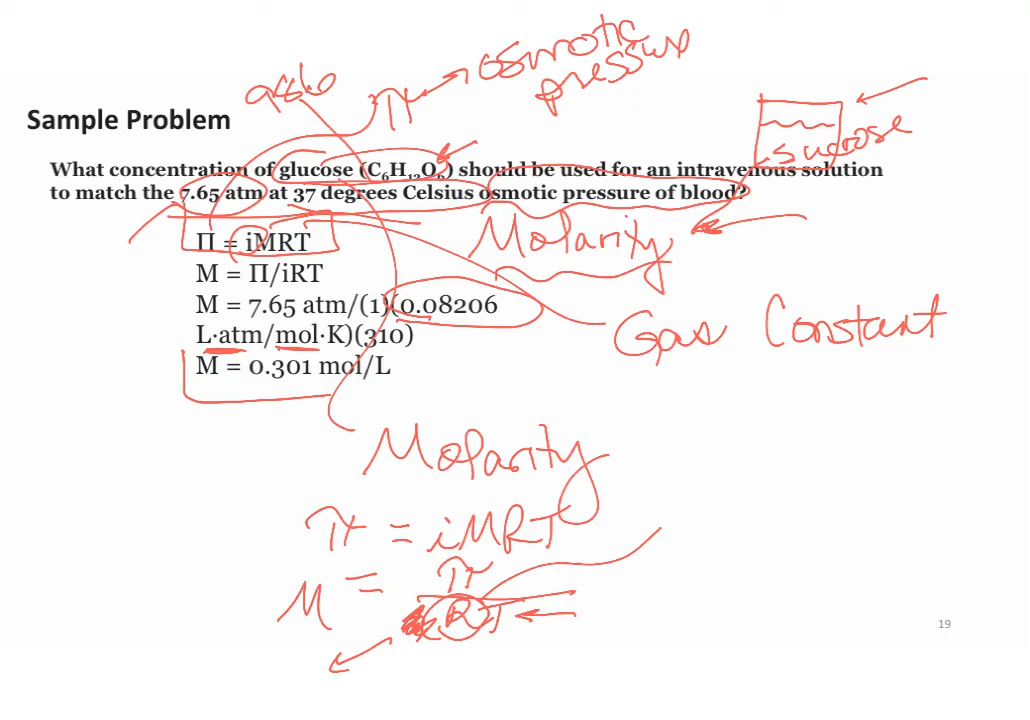 osmotic
pressure
π
Sample Problem
sucrose
What concentration of glucose (C₆H₁₂O₆) should be used for an intravenous solution
to match the 7.65 atm at 37 degrees Celsius osmotic pressure of blood?
Π = iMRT
Molarity
M = Π/iRT
M = 7.65 atm/(1)(0.08206
L·atm/mol·K)(310)
Gas Constant
M = 0.301 mol/L
Molarity
π = iMRT
M = π
RT
19